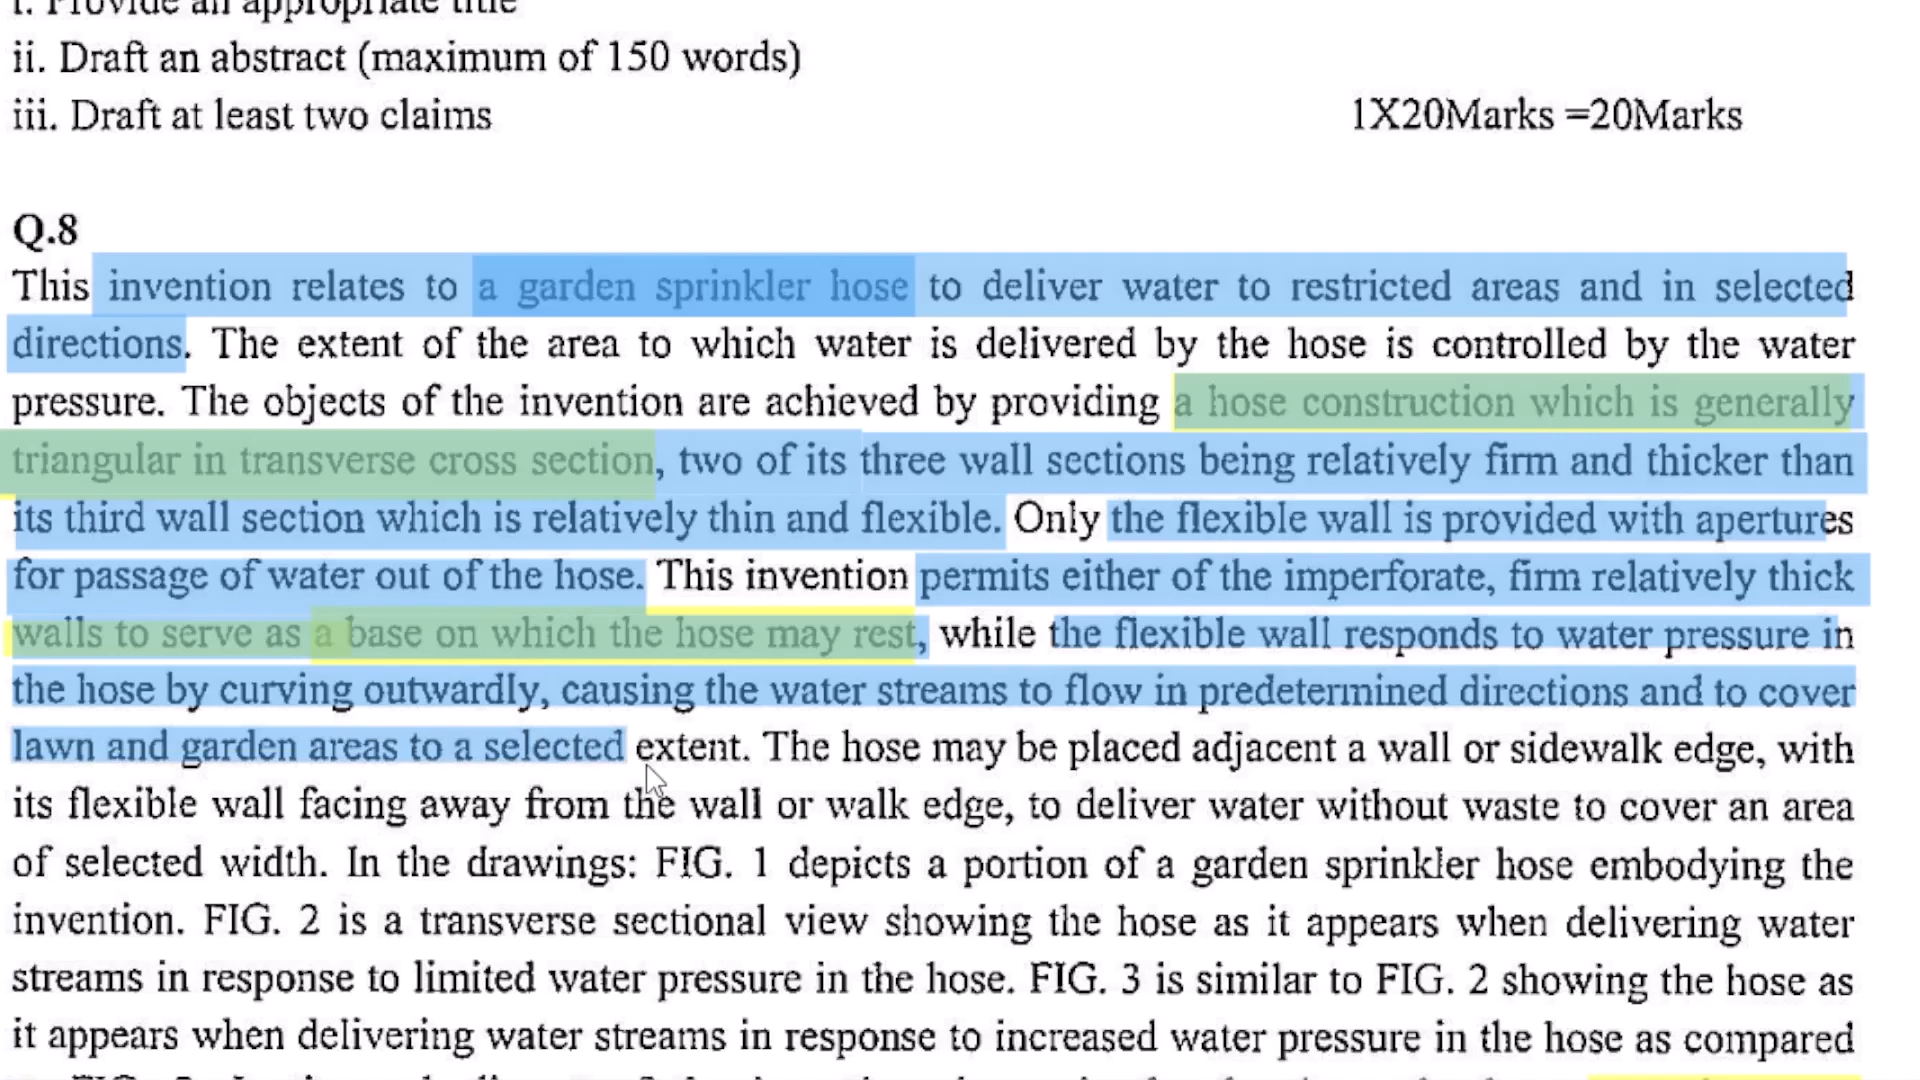 i. Provide an appropriate title
ii. Draft an abstract (maximum of 150 words)
iii. Draft at least two claims 1X20Marks =20Marks
Q.8
This invention relates to a garden sprinkler hose to deliver water to restricted areas and in selected
directions. The extent of the area to which water is delivered by the hose is controlled by the water
pressure. The objects of the invention are achieved by providing a hose construction which is generally
triangular in transverse cross section, two of its three wall sections being relatively firm and thicker than
its third wall section which is relatively thin and flexible. Only the flexible wall is provided with apertures
for passage of water out of the hose. This invention permits either of the imperforate, firm relatively thick
walls to serve as a base on which the hose may rest, while the flexible wall responds to water pressure in
the hose by curving outwardly, causing the water streams to flow in predetermined directions and to cover
lawn and garden areas to a selected extent. The hose may be placed adjacent a wall or sidewalk edge, with
its flexible wall facing away from the wall or walk edge, to deliver water without waste to cover an area
of selected width. In the drawings: FIG. 1 depicts a portion of a garden sprinkler hose embodying the
invention. FIG. 2 is a transverse sectional view showing the hose as it appears when delivering water
streams in response to limited water pressure in the hose. FIG. 3 is similar to FIG. 2 showing the hose as
it appears when delivering water streams in response to increased water pressure in the hose as compared